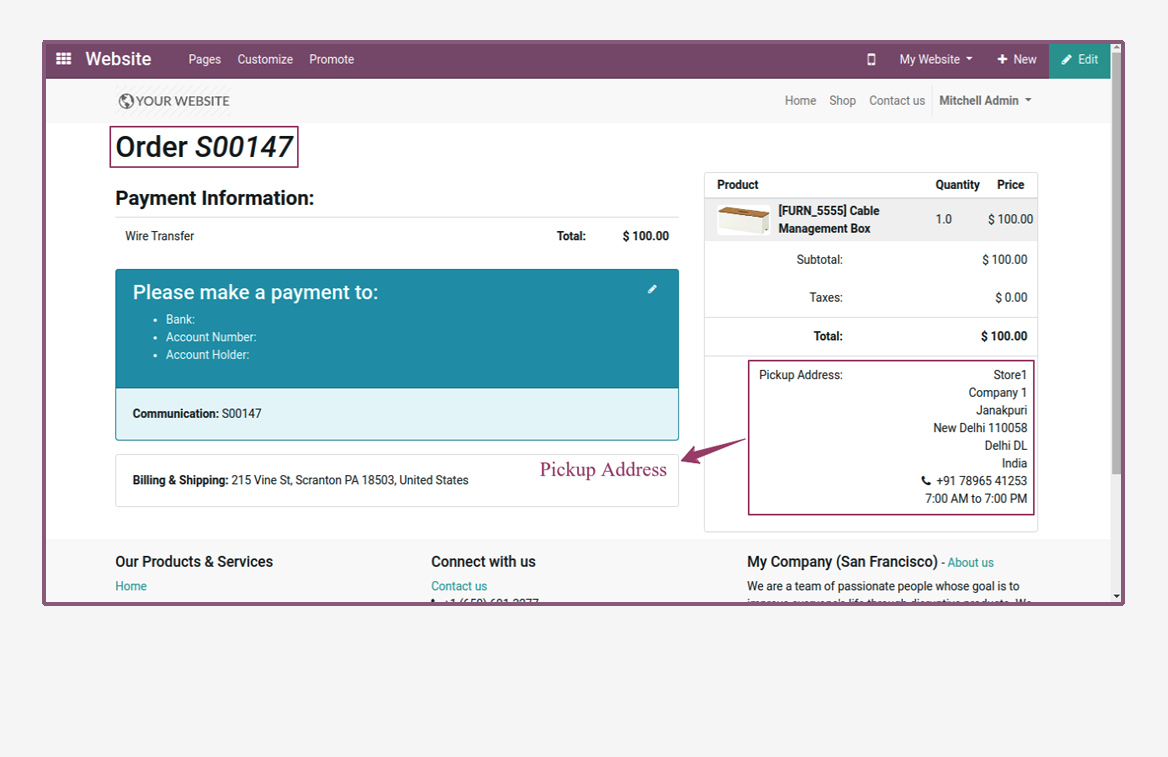 Website Pages Customize Promote My Website New Edit
YOUR WEBSITE Home Shop Contact us Mitchell Admin
Order S00147
Payment Information:
Wire Transfer Total: $ 100.00
Please make a payment to:
• Bank:
• Account Number:
• Account Holder:
Communication: S00147
Pickup Address
Billing & Shipping: 215 Vine St, Scranton PA 18503, United States
Product Quantity Price
[FURN_5555] Cable
Management Box 1.0 $ 100.00
Subtotal: $ 100.00
Taxes: $ 0.00
Total: $ 100.00
Pickup Address: Store1
Company 1
Janakpuri
New Delhi 110058
Delhi DL
India
+91 78965 41253
7:00 AM to 7:00 PM
Our Products & Services
Home
Connect with us
Contact us
My Company (San Francisco) - About us
We are a team of passionate people whose goal is to